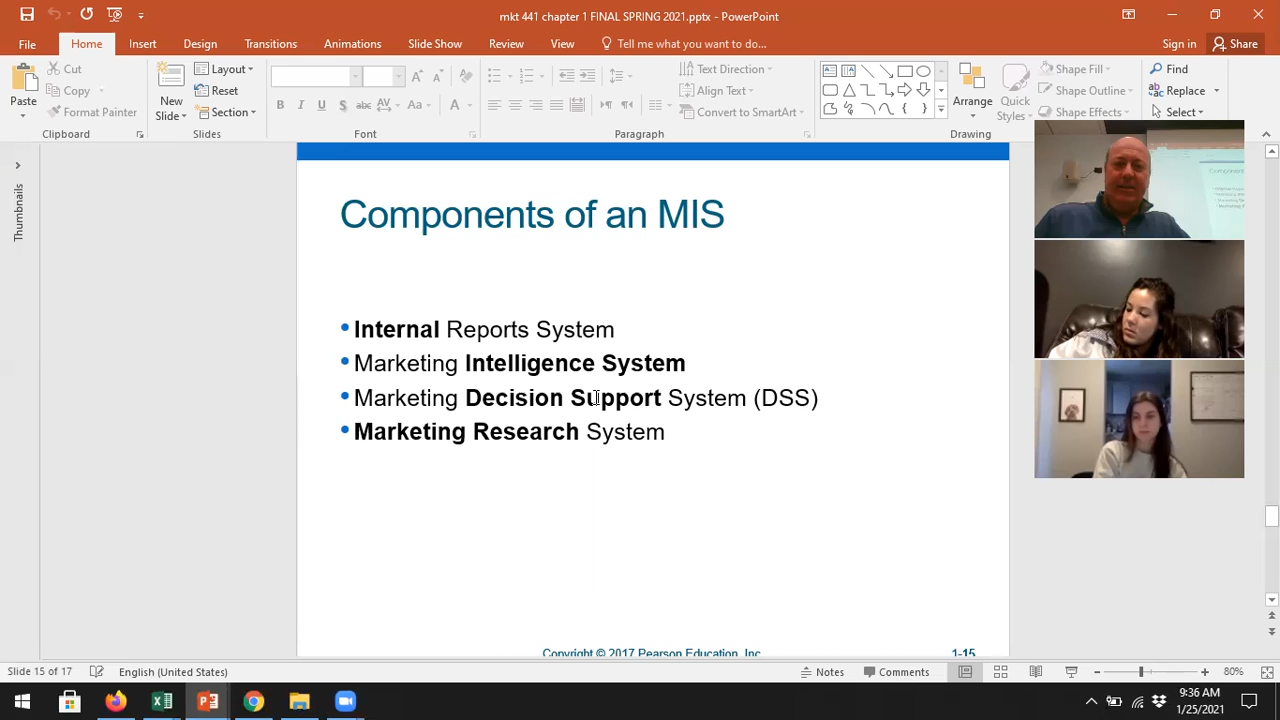 mkt 441 chapter 1 FINAL SPRING 2021.pptx - PowerPoint
File Home Insert Design Transitions Animations Slide Show Review View Tell me what you want to do... Sign in Share
Cut
Copy
Format Painter
Paste
Clipboard
New
Slide
Layout
Reset
Section
Slides
Font
Text Direction
Align Text
Convert to SmartArt
Paragraph
Arrange
Quick
Styles
Shape Fill
Shape Outline
Shape Effects
Drawing
Find
Replace
Select
Editing
Thumbnails
Components of an MIS
• Internal Reports System
• Marketing Intelligence System
• Marketing Decision Support System (DSS)
• Marketing Research System
Copyright © 2017 Pearson Education, Inc. 1-15
Slide 15 of 17 English (United States) Notes Comments 80%
9:36 AM
1/25/2021